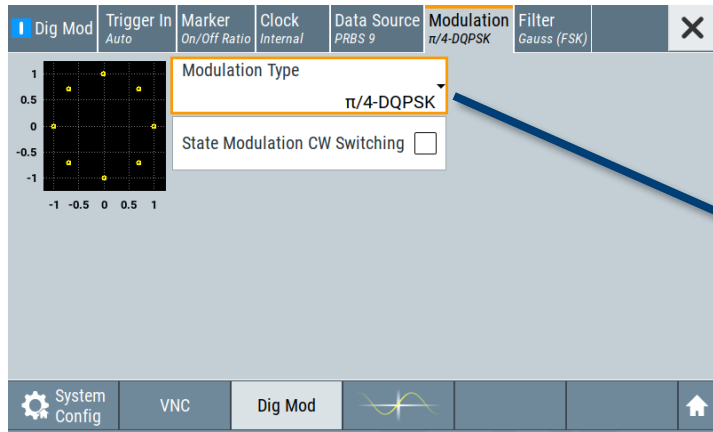 Dig Mod
Trigger In
Auto
Marker
On/Off Ratio
Clock
Internal
Data Source
PRBS 9
Modulation
π/4-DQPSK
Filter
Gauss (FSK)
1
0.5
0
-0.5
-1
-1 -0.5 0 0.5 1
Modulation Type
π/4-DQPSK
State Modulation CW Switching
System
Config
VNC
Dig Mod